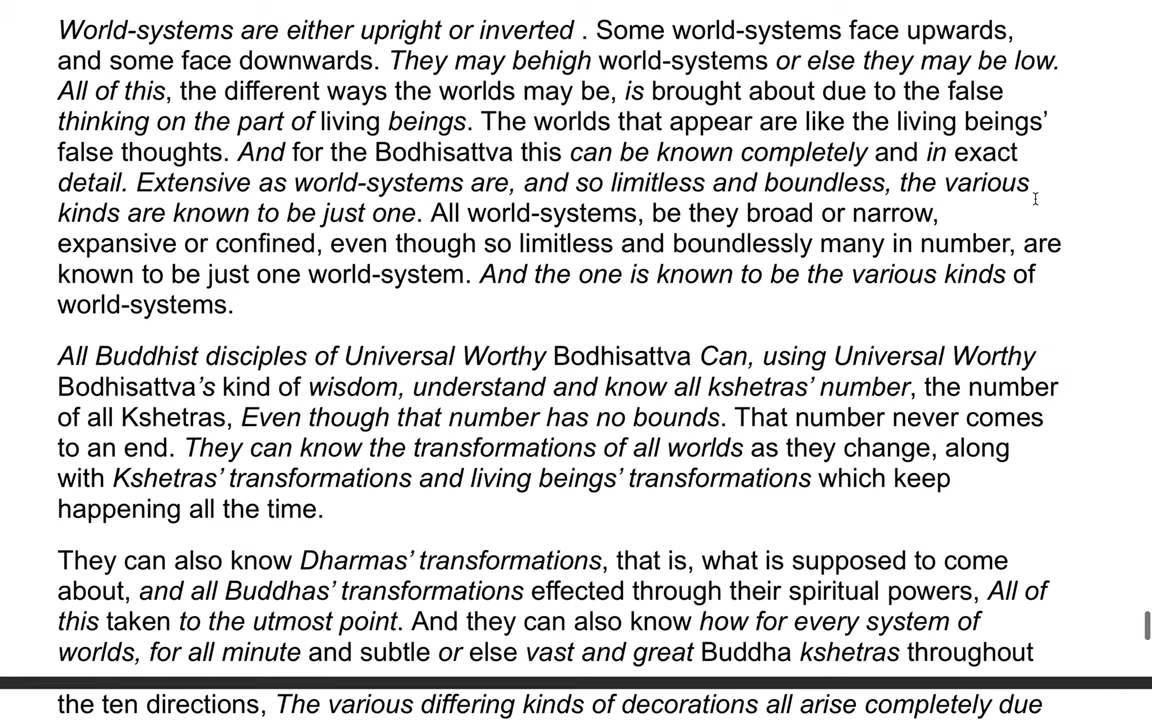 World-systems are either upright or inverted . Some world-systems face upwards,
and some face downwards. They may behigh world-systems or else they may be low.
All of this, the different ways the worlds may be, is brought about due to the false
thinking on the part of living beings. The worlds that appear are like the living beings’
false thoughts. And for the Bodhisattva this can be known completely and in exact
detail. Extensive as world-systems are, and so limitless and boundless, the various
kinds are known to be just one. All world-systems, be they broad or narrow,
expansive or confined, even though so limitless and boundlessly many in number, are
known to be just one world-system. And the one is known to be the various kinds of
world-systems.
All Buddhist disciples of Universal Worthy Bodhisattva Can, using Universal Worthy
Bodhisattva’s kind of wisdom, understand and know all kshetras’ number, the number
of all Kshetras, Even though that number has no bounds. That number never comes
to an end. They can know the transformations of all worlds as they change, along
with Kshetras’ transformations and living beings’ transformations which keep
happening all the time.
They can also know Dharmas’ transformations, that is, what is supposed to come
about, and all Buddhas’ transformations effected through their spiritual powers, All of
this taken to the utmost point. And they can also know how for every system of
worlds, for all minute and subtle or else vast and great Buddha kshetras throughout
the ten directions, The various differing kinds of decorations all arise completely due